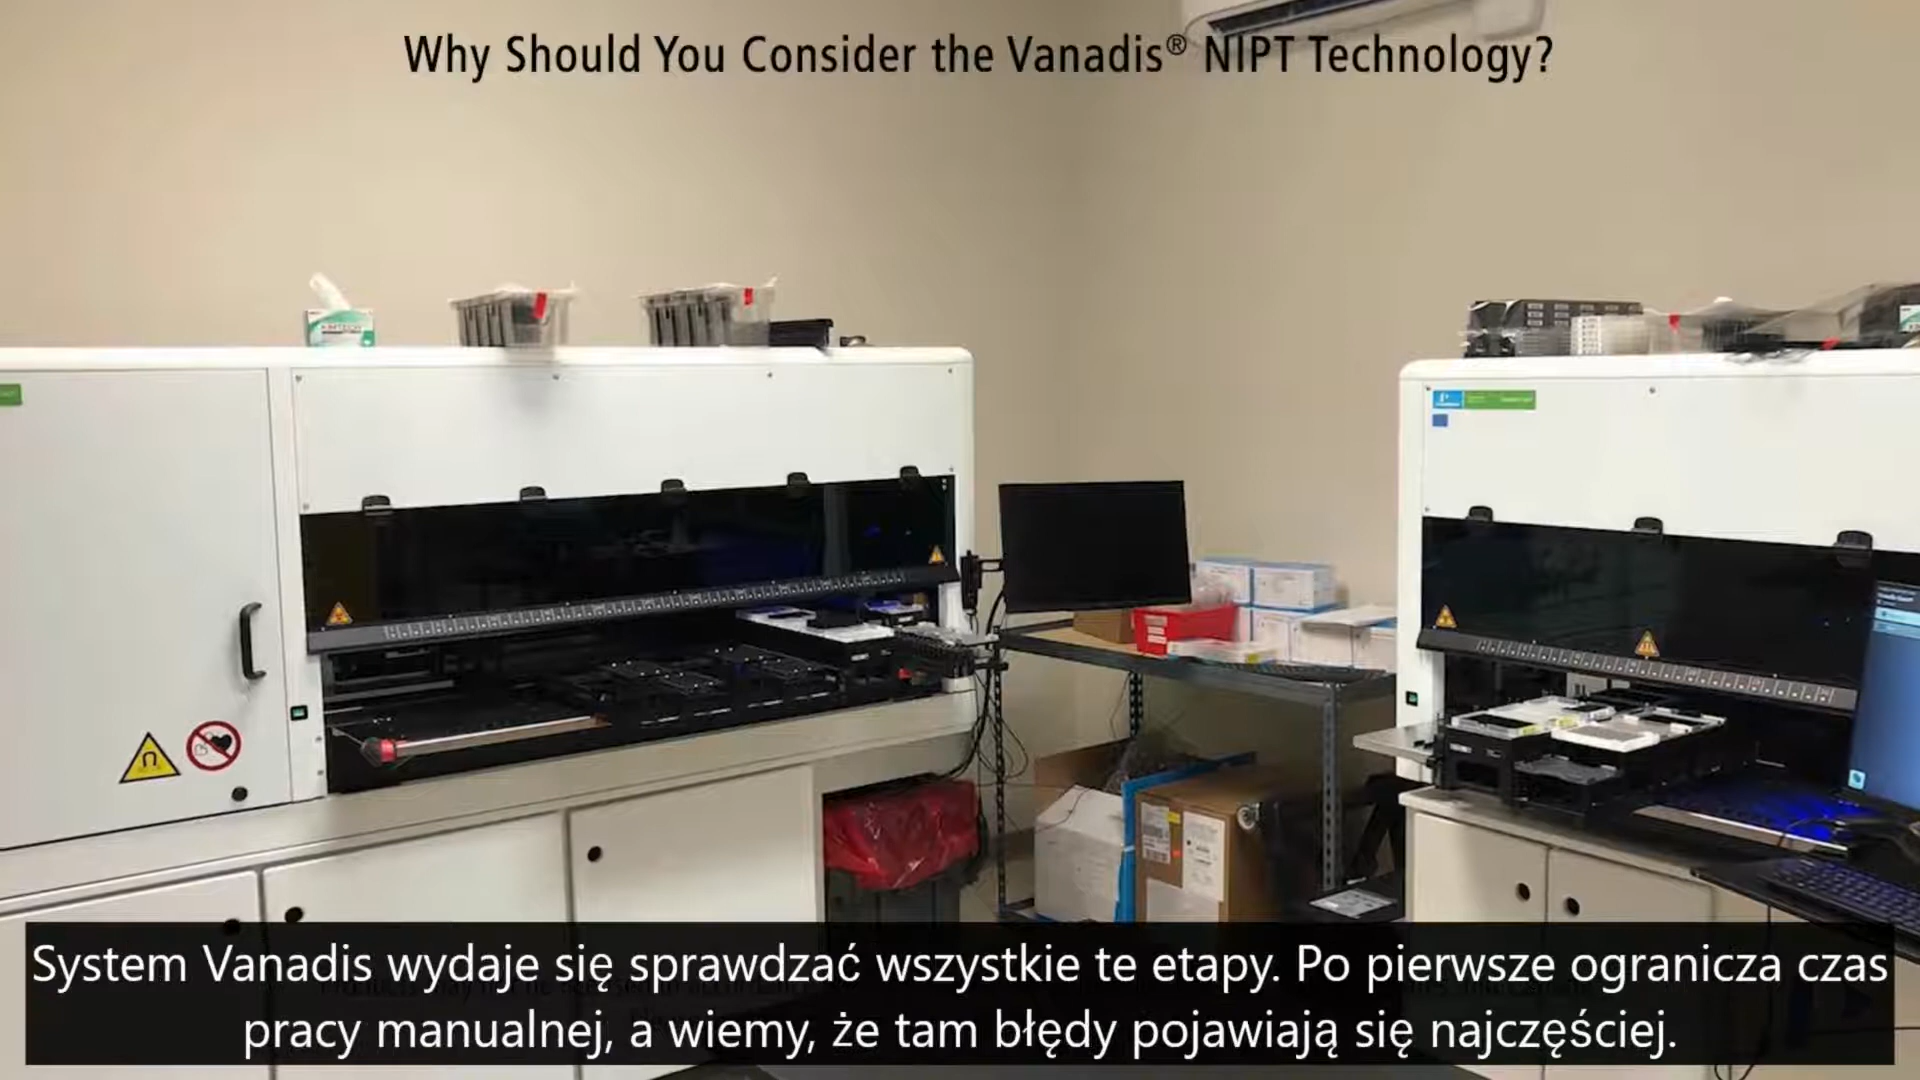 Why Should You Consider the Vanadis® NIPT Technology?
KIMTECH
System Vanadis wydaje się sprawdzać wszystkie te etapy. Po pierwsze ogranicza czas
pracy manualnej, a wiemy, że tam błędy pojawiają się najczęściej.